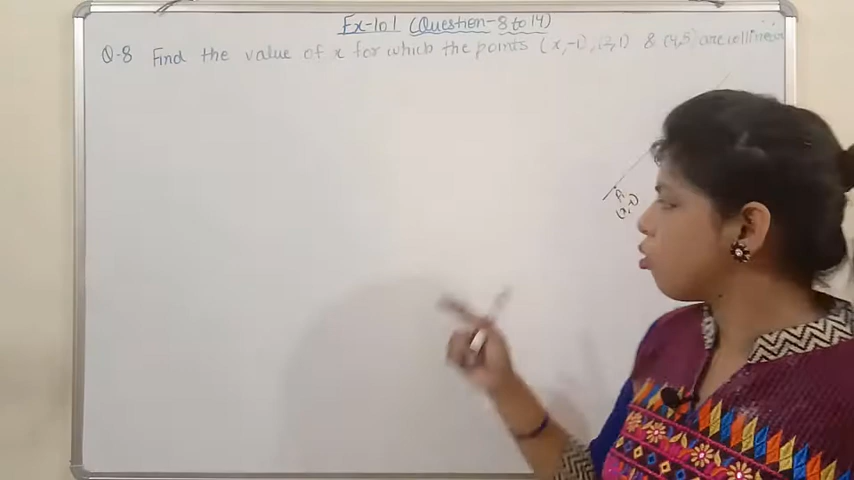 Ex-10.1 (Question-8 to 14)
Q-8 Find the value of x for which the points (x,-1), (2,1) & (4,5) are collinear
P